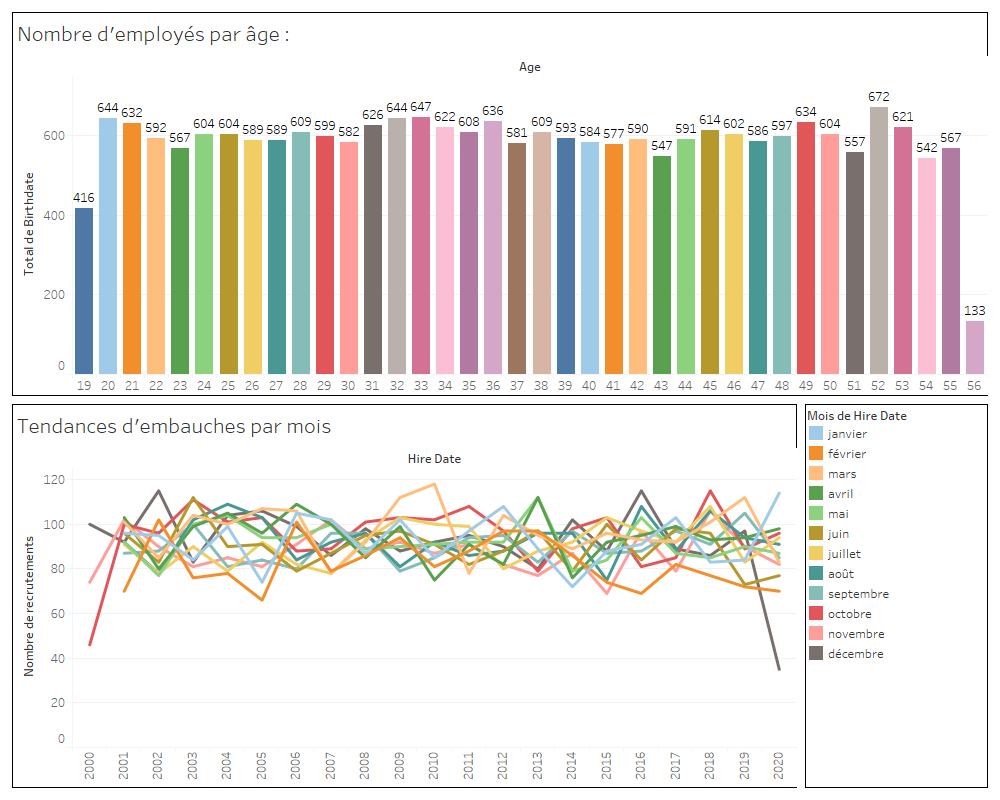 Nombre d'employés par âge :
Age
Total de Birthdate
600
400
200
0
416 644 632 592 567 604 604 589 589 609 599 582 626 644 647 622 608 636 581 609 593 584 577 590 547 591 614 602 586 597 634 604 557 672 621 542 567 133
19 20 21 22 23 24 25 26 27 28 29 30 31 32 33 34 35 36 37 38 39 40 41 42 43 44 45 46 47 48 49 50 51 52 53 54 55 56
Tendances d'embauches par mois
Hire Date
Nombre de recrutements
120
100
80
60
40
20
0
2000 2001 2002 2003 2004 2005 2006 2007 2008 2009 2010 2011 2012 2013 2014 2015 2016 2017 2018 2019 2020
Mois de Hire Date
janvier
février
mars
avril
mai
juin
juillet
août
septembre
octobre
novembre
décembre